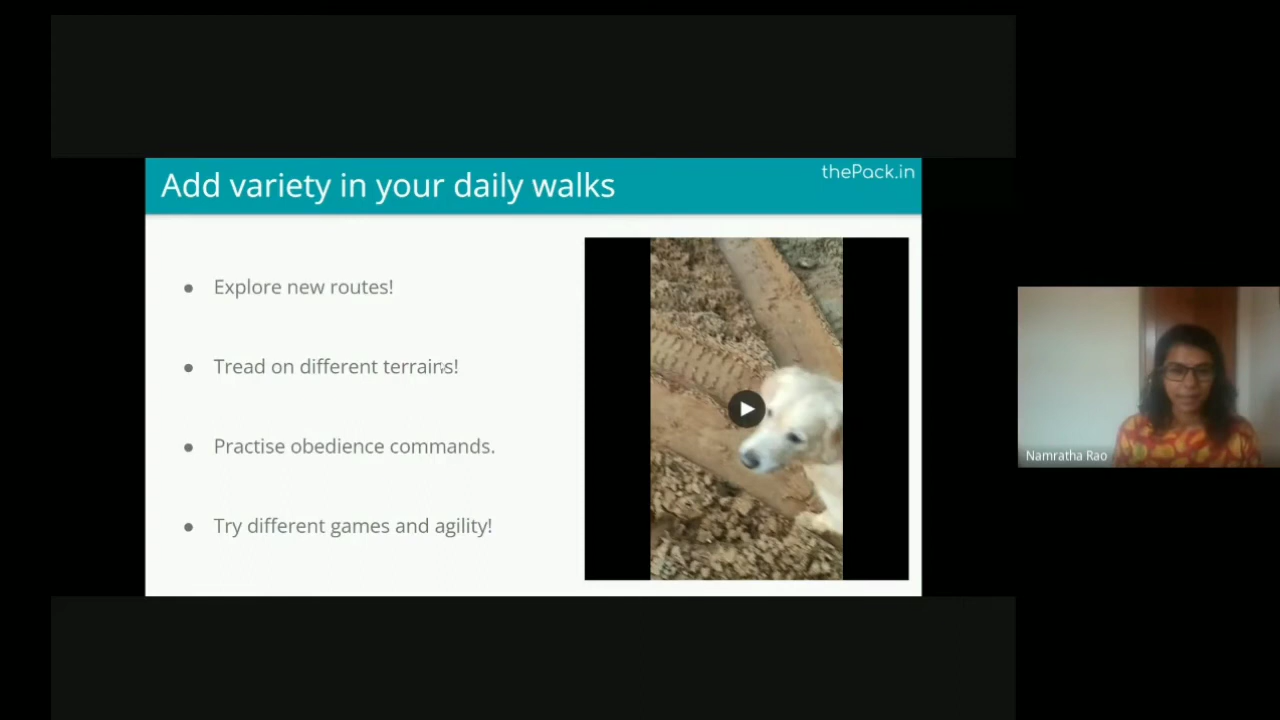 Add variety in your daily walks
thePack.in
Explore new routes!
Tread on different terrains!
Practise obedience commands.
Try different games and agility!
Namratha Rao